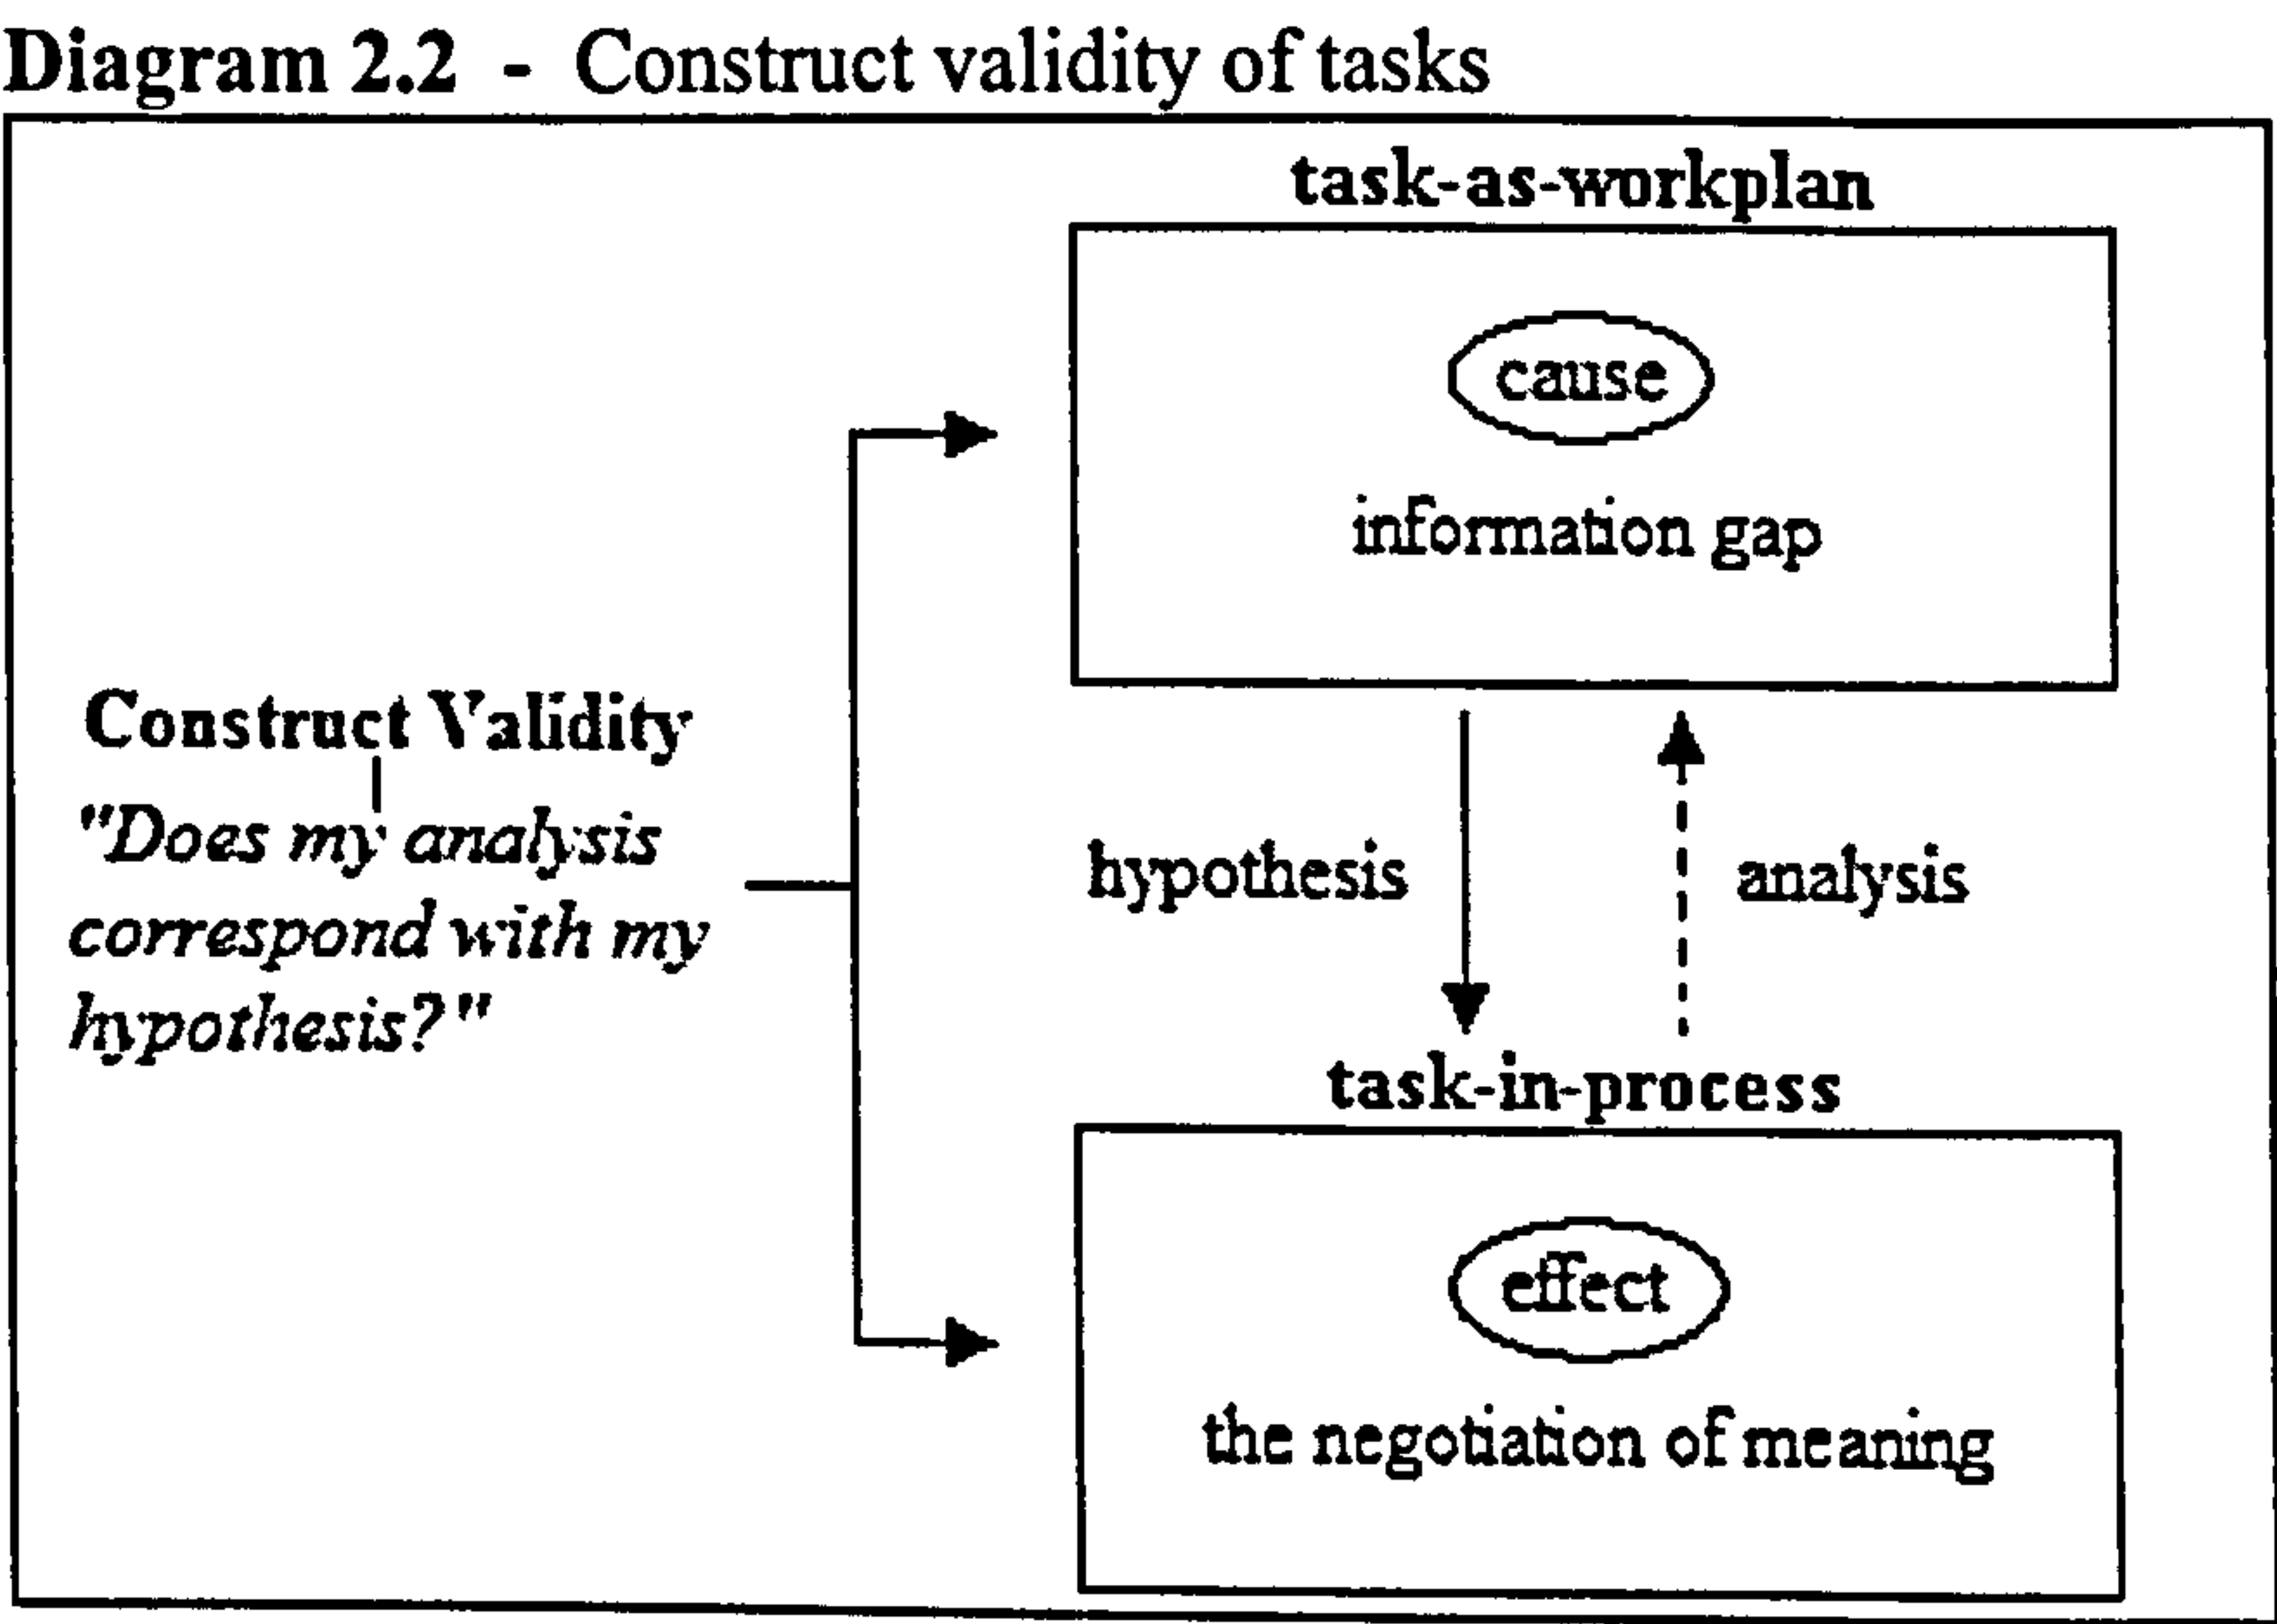 Diagram 2.2 - Construct validity of tasks
task-as-workplan
cause
information gap
Construct Validity
"Does my analysis
correspond with my
hypothesis?"
hypothesis
analysis
task-in-process
effect
the negotiation of meaning